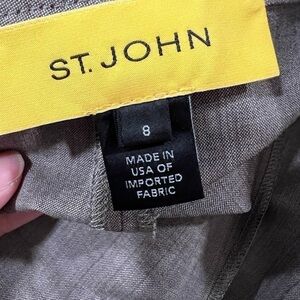 ST. JOHN
8
MADE IN
USA OF
IMPORTED
FABRIC